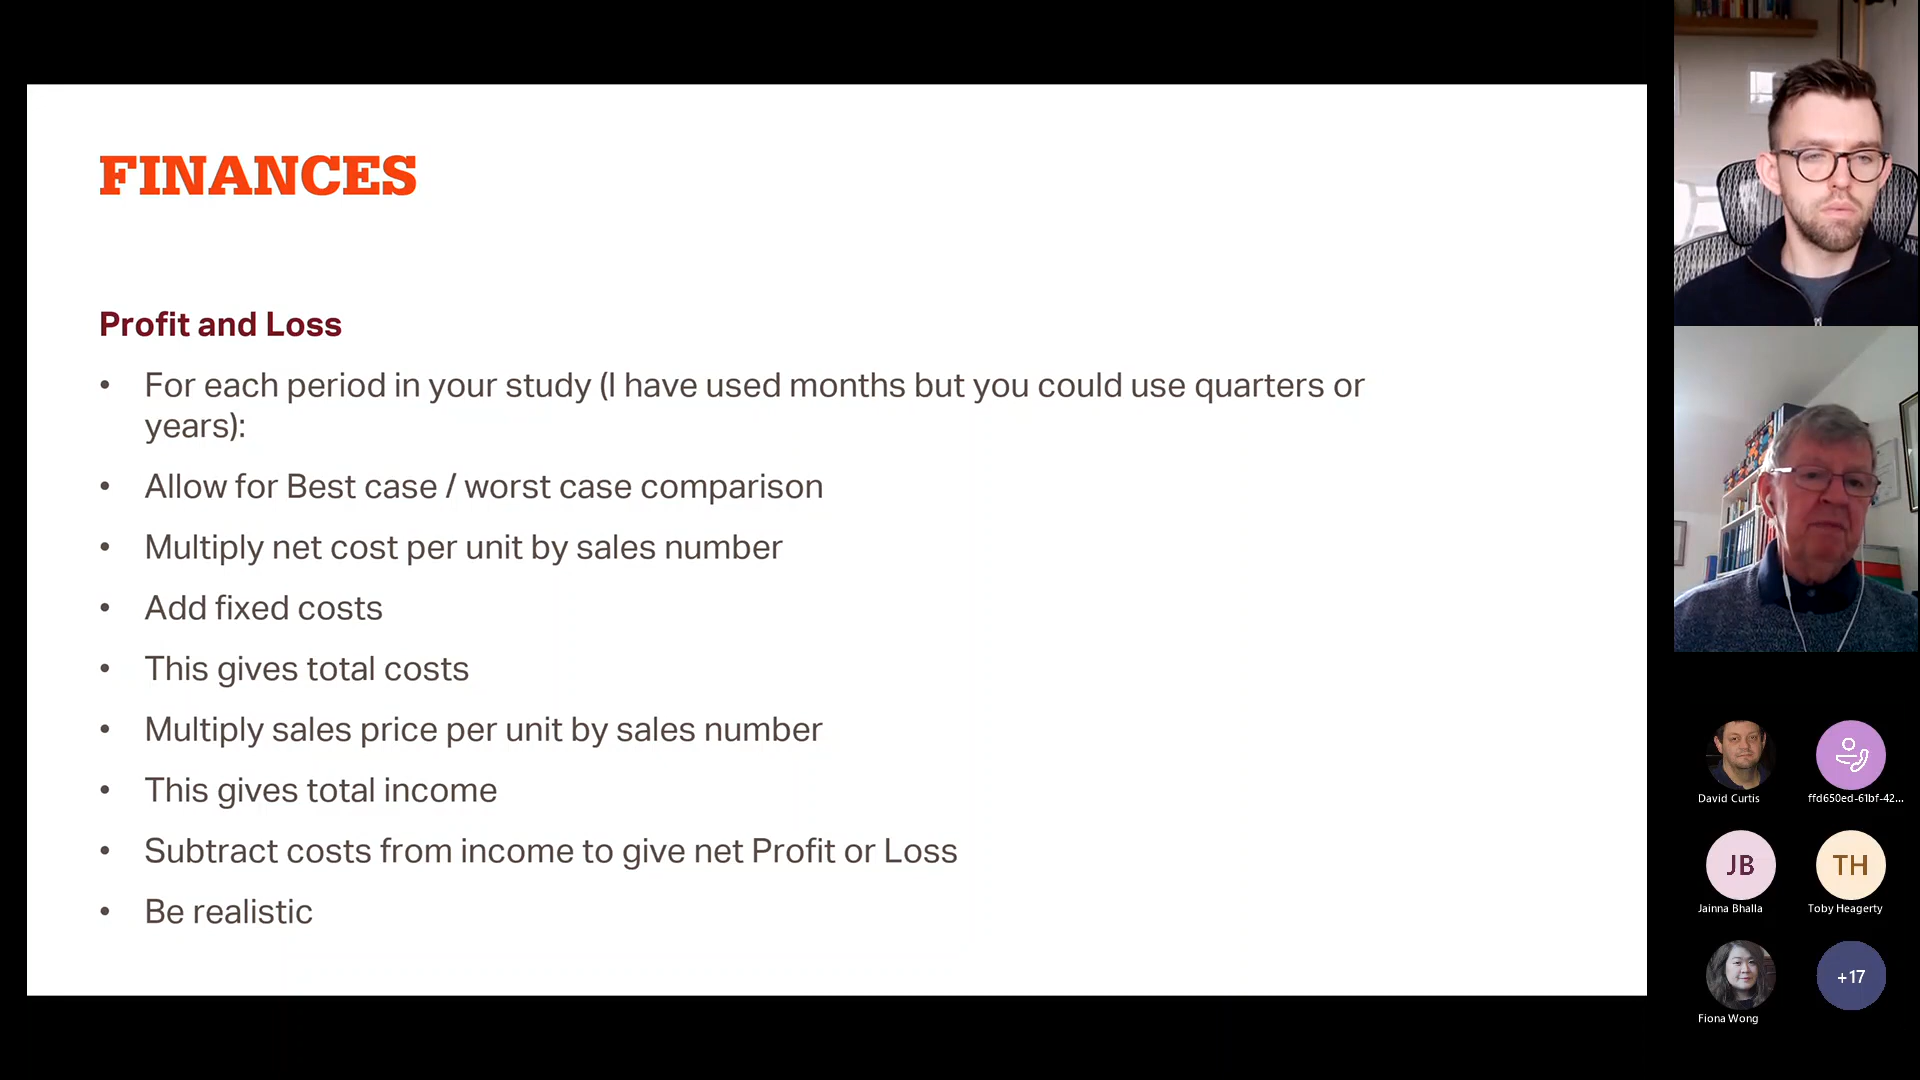 FINANCES
Profit and Loss
• For each period in your study (I have used months but you could use quarters or
years):
• Allow for Best case / worst case comparison
• Multiply net cost per unit by sales number
• Add fixed costs
• This gives total costs
• Multiply sales price per unit by sales number
• This gives total income
• Subtract costs from income to give net Profit or Loss
• Be realistic
David Curtis
ffd650ed-61bf-42...
JB
Jainna Bhalla
TH
Toby Heagerty
Fiona Wong
+17